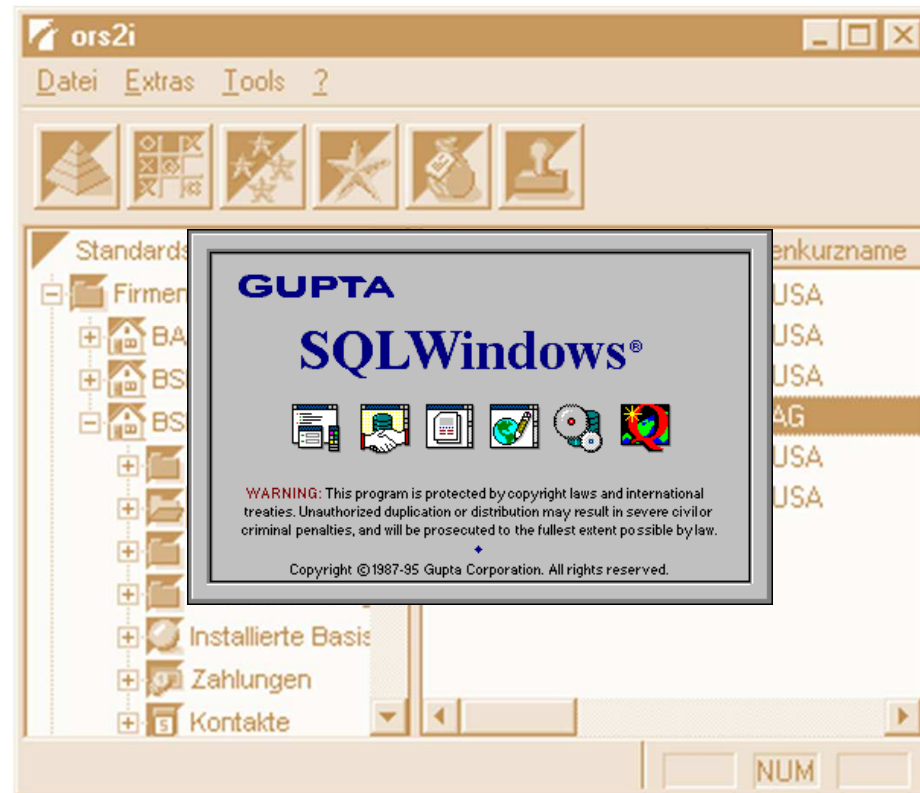 ors2i
Datei Extras Tools ?
Standards
enkurzname
Firmen
USA
BA
USA
BS
USA
BS
AG
USA
USA
GUPTA
SQLWindows®
WARNING: This program is protected by copyright laws and international
treaties. Unauthorized duplication or distribution may result in severe civil or
criminal penalties, and will be prosecuted to the fullest extent possible by law.
Copyright © 1987-95 Gupta Corporation. All rights reserved.
Installierte Basis
Zahlungen
Kontakte
NUM